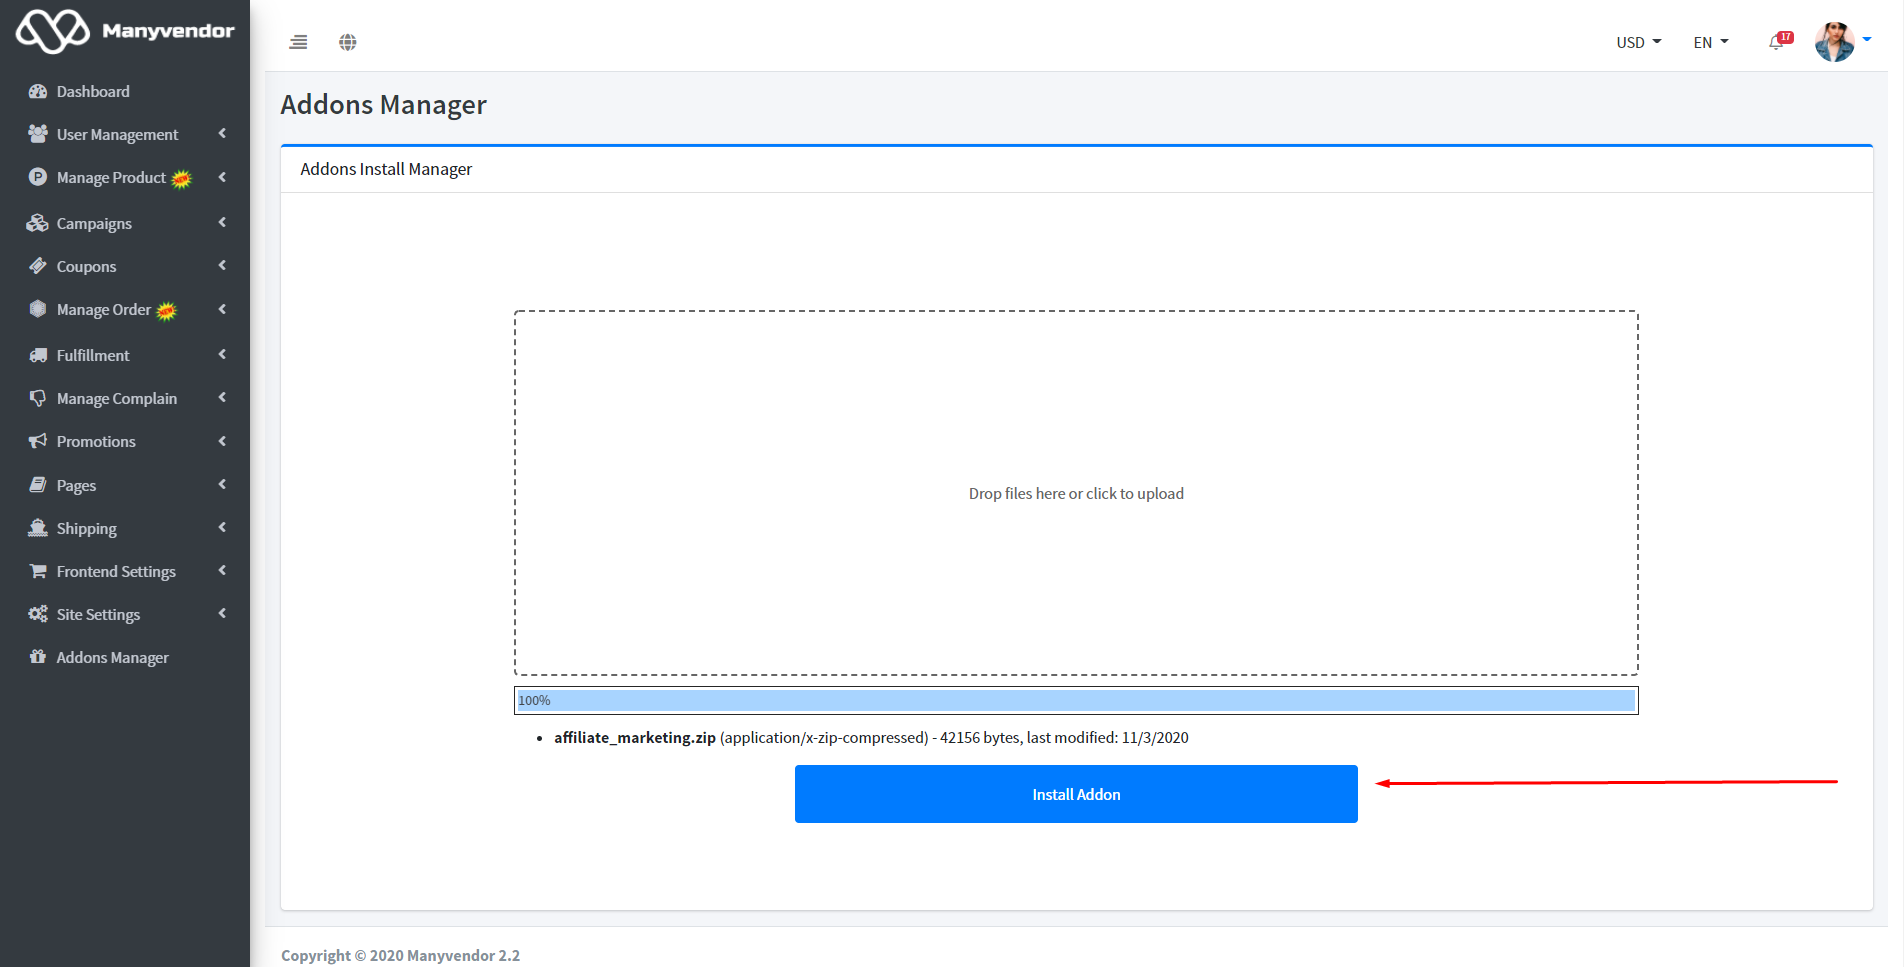 Manyvendor
USD
EN
17
Dashboard
User Management
Manage Product NEW
Campaigns
Coupons
Manage Order NEW
Fulfillment
Manage Complain
Promotions
Pages
Shipping
Frontend Settings
Site Settings
Addons Manager
Addons Manager
Addons Install Manager
Drop files here or click to upload
100%
• affiliate_marketing.zip (application/x-zip-compressed) - 42156 bytes, last modified: 11/3/2020
Install Addon
Copyright © 2020 Manyvendor 2.2